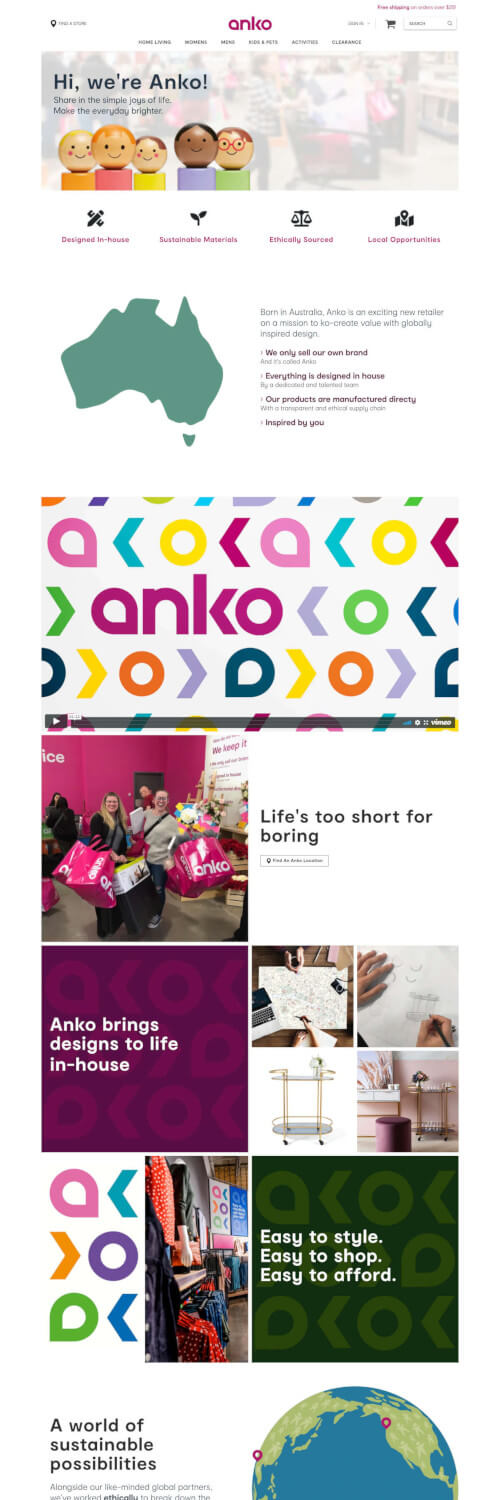 Free shipping on orders over $25!
FIND A STORE
anko
SIGN IN
SEARCH
HOME LIVING
WOMENS
MENS
KIDS & PETS
ACTIVITIES
CLEARANCE
Hi, we're Anko!
Share in the simple joys of life.
Make the everyday brighter.
Designed In-house
Sustainable Materials
Ethically Sourced
Local Opportunities
Born in Australia, Anko is an exciting new retailer
on a mission to ko-create value with globally
inspired design.
› We only sell our own brand
And it's called Anko
› Everything is designed in house
By a dedicated and talented team
› Our products are manufactured directy
With a transparent and ethical supply chain
› Inspired by you
anko
vimeo
ice
We keep it
anko
Life's too short for
boring
Find An Anko Location
Anko brings
designs to life
in-house
Easy to style.
Easy to shop.
Easy to afford.
A world of
sustainable
possibilities
Alongside our like-minded global partners,
we've worked ethically to break down the